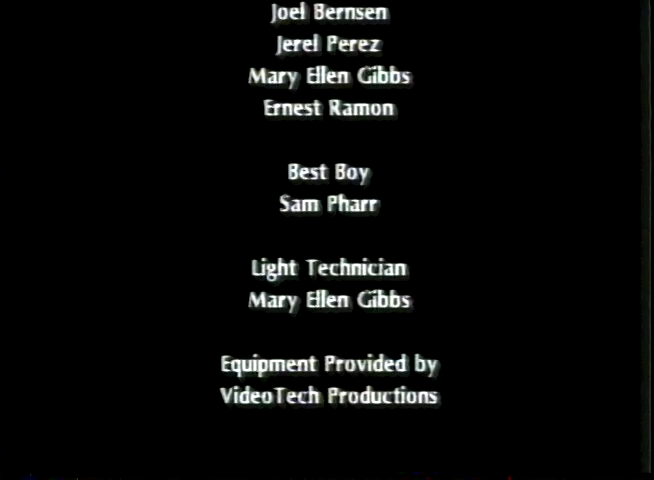 Joel Bernsen
Jerel Perez
Mary Ellen Gibbs
Ernest Ramon
Best Boy
Sam Pharr
Light Technician
Mary Ellen Gibbs
Equipment Provided by
VideoTech Productions